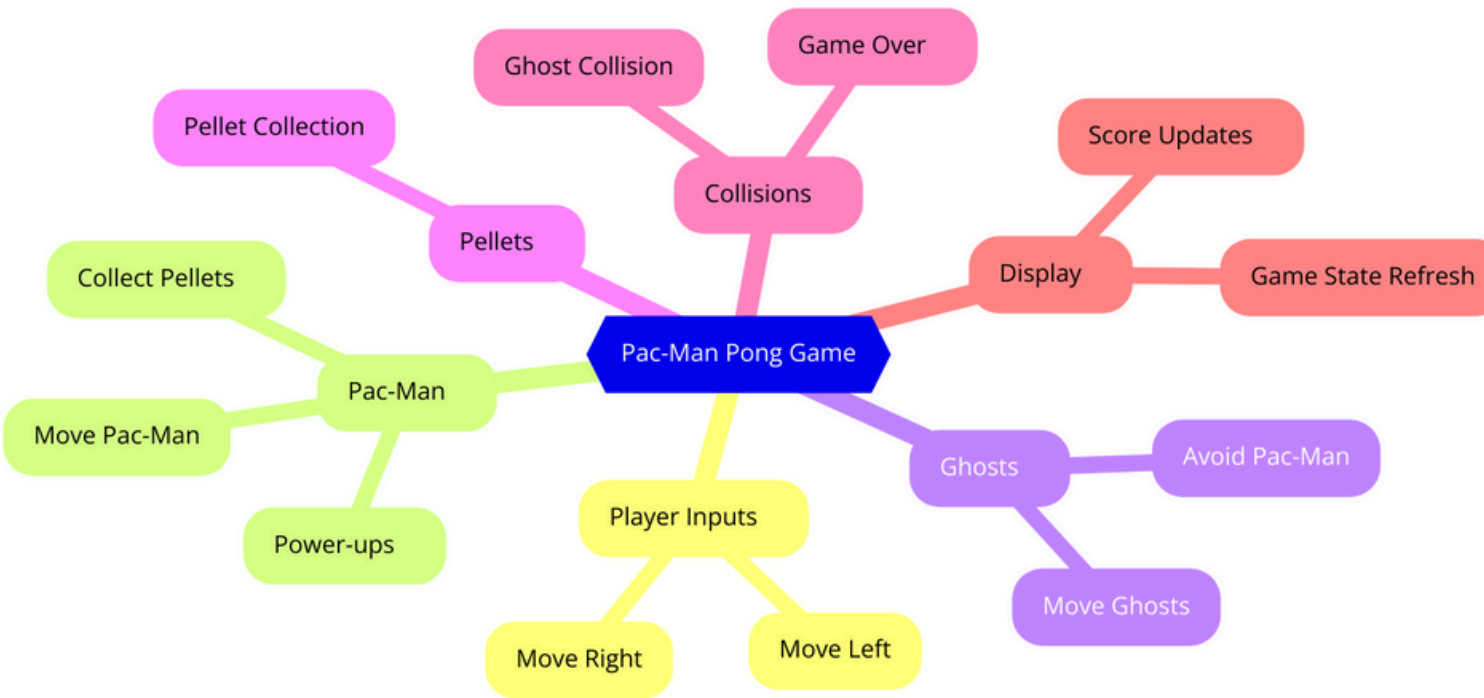 Game Over
Ghost Collision
Pellet Collection
Score Updates
Collisions
Pellets
Collect Pellets
Display
Game State Refresh
Pac-Man Pong Game
Pac-Man
Move Pac-Man
Ghosts
Avoid Pac-Man
Player Inputs
Power-ups
Move Ghosts
Move Right
Move Left